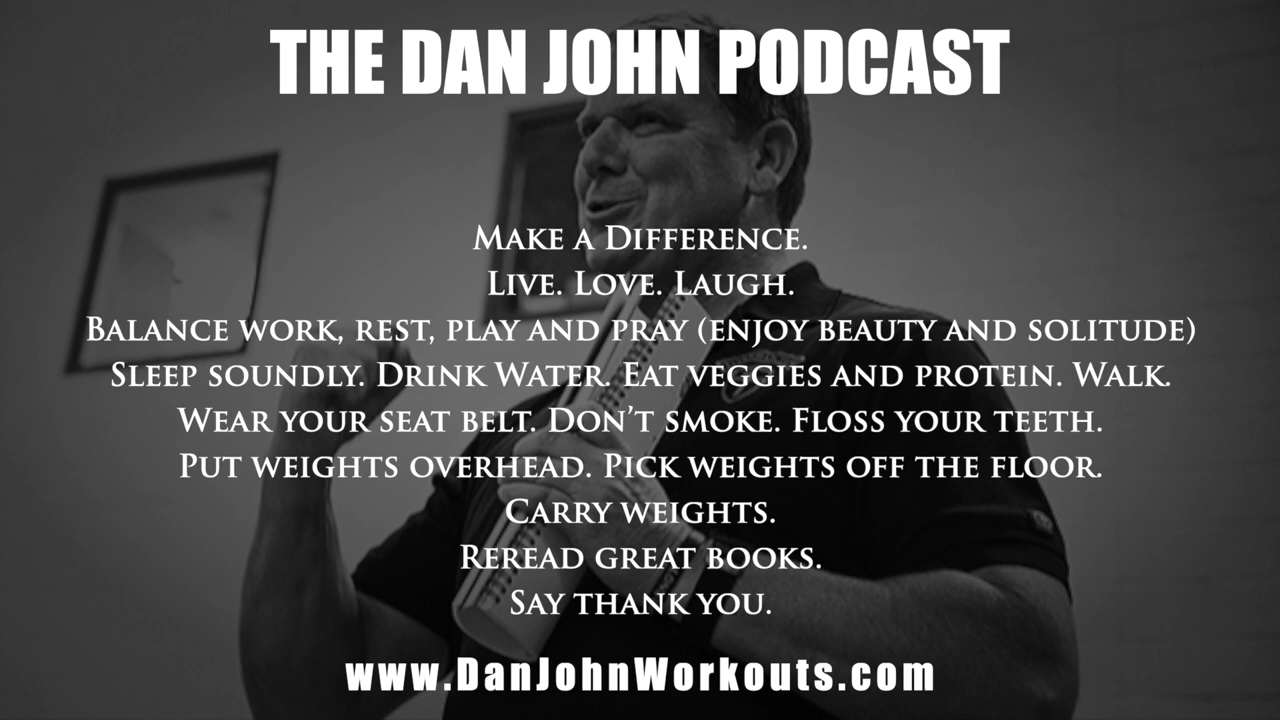 THE DAN JOHN PODCAST
Make a Difference.
Live. Love. Laugh.
Balance work, rest, play and pray (enjoy beauty and solitude)
Sleep soundly. Drink Water. Eat veggies and protein. Walk.
Wear your seat belt. Don't smoke. Floss your teeth.
Put weights overhead. Pick weights off the floor.
Carry weights.
Reread great books.
Say thank you.
www.DanJohnWorkouts.com